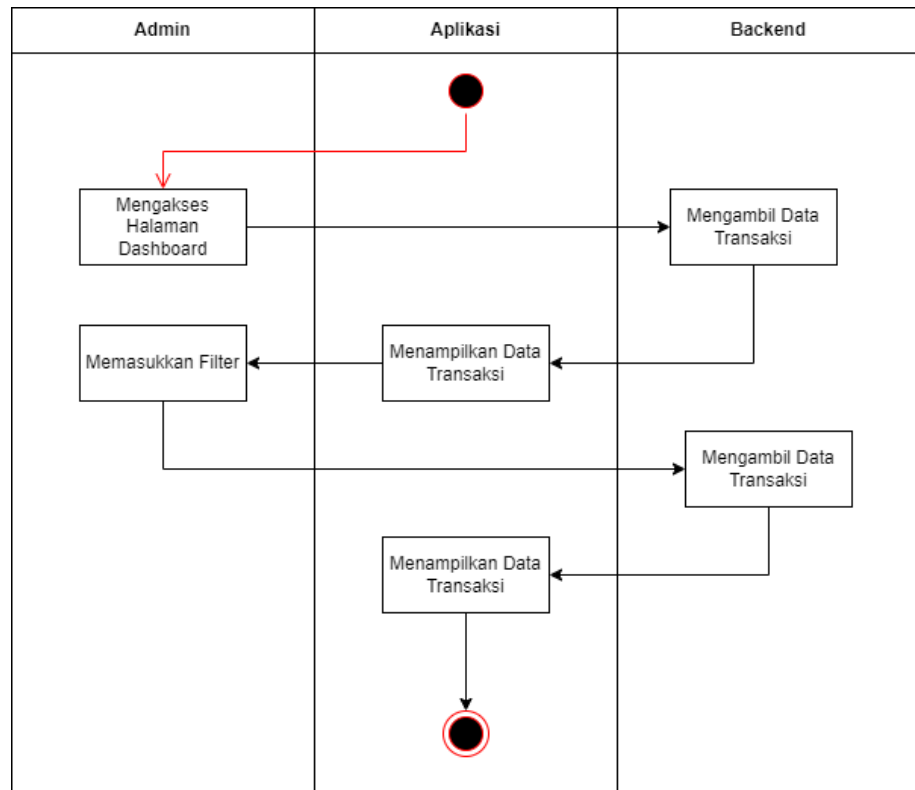 Admin
Aplikasi
Backend
Mengakses
Halaman
Dashboard
Mengambil Data
Transaksi
Memasukkan Filter
Menampilkan Data
Transaksi
Mengambil Data
Transaksi
Menampilkan Data
Transaksi